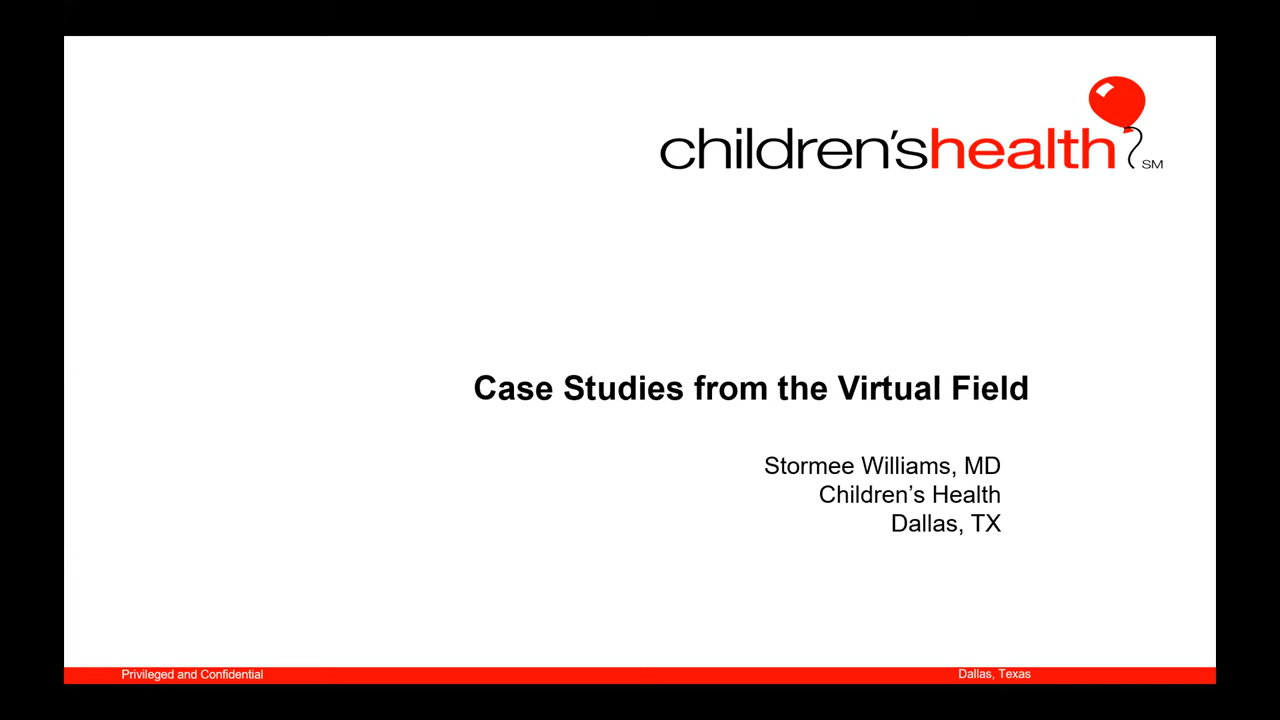 children'shealth SM
Case Studies from the Virtual Field
Stormee Williams, MD
Children’s Health
Dallas, TX
Privileged and Confidential
Dallas, Texas